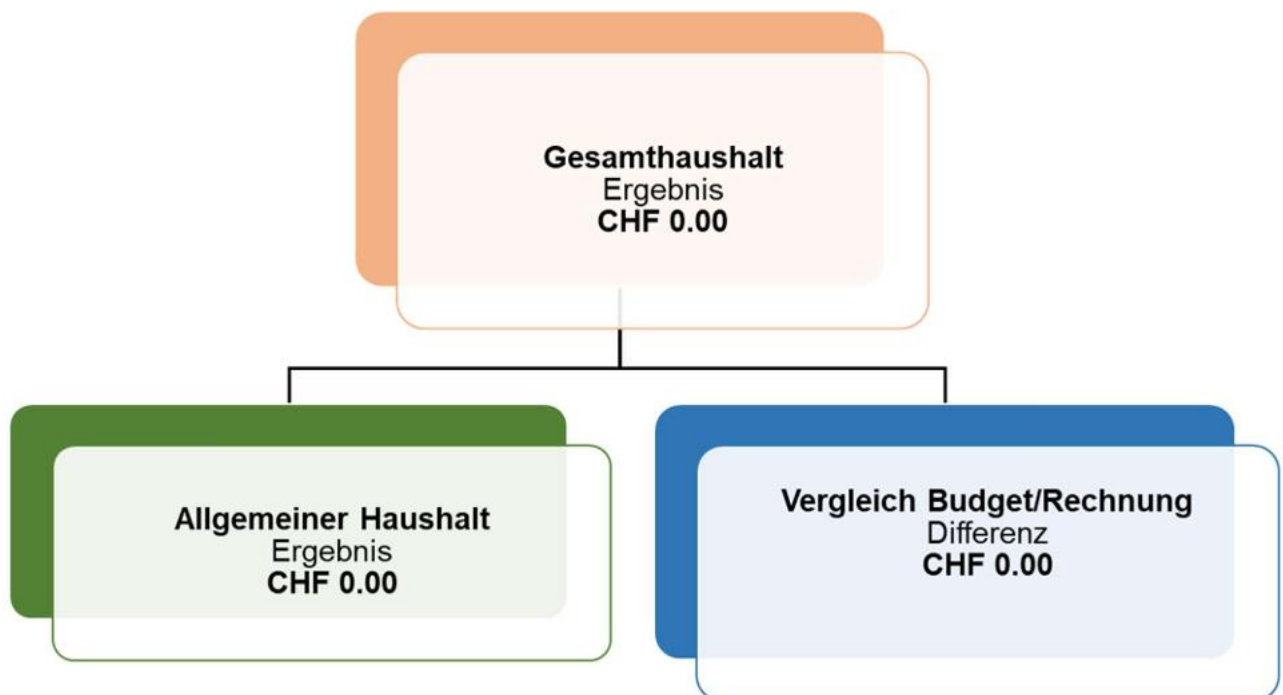 Gesamthaushalt
Ergebnis
CHF 0.00
Allgemeiner Haushalt
Ergebnis
CHF 0.00
Vergleich Budget/Rechnung
Differenz
CHF 0.00